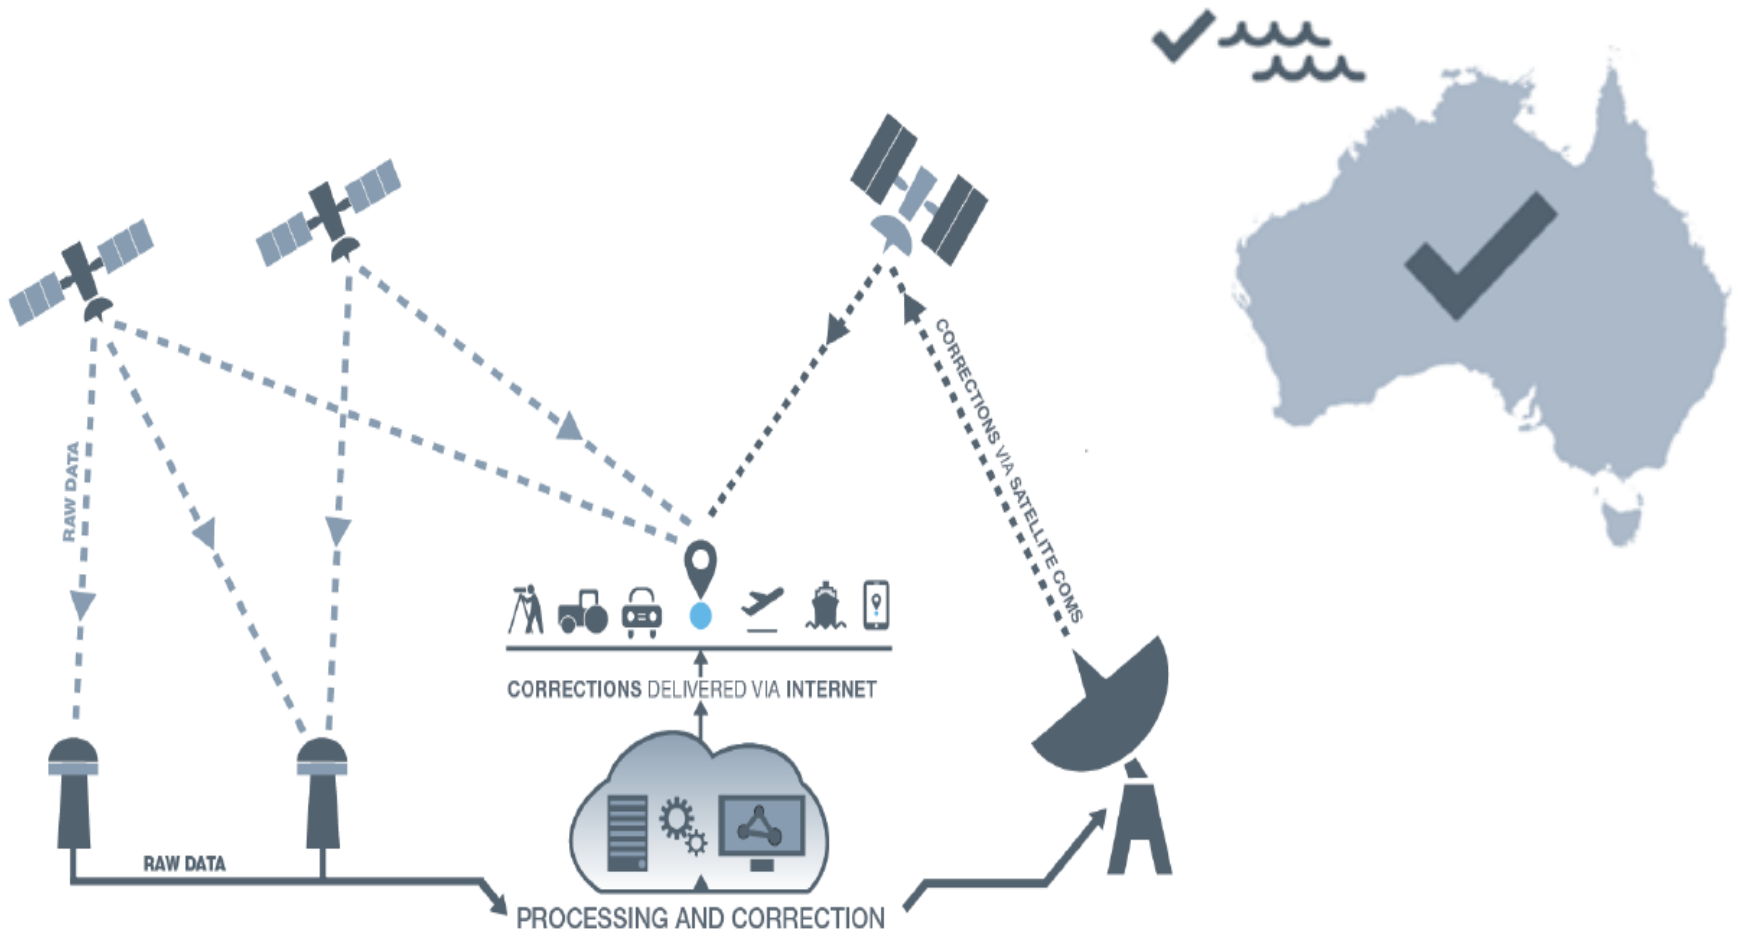 RAW DATA
CORRECTIONS VIA SATELLITE COMS
CORRECTIONS DELIVERED VIA INTERNET
RAW DATA
PROCESSING AND CORRECTION